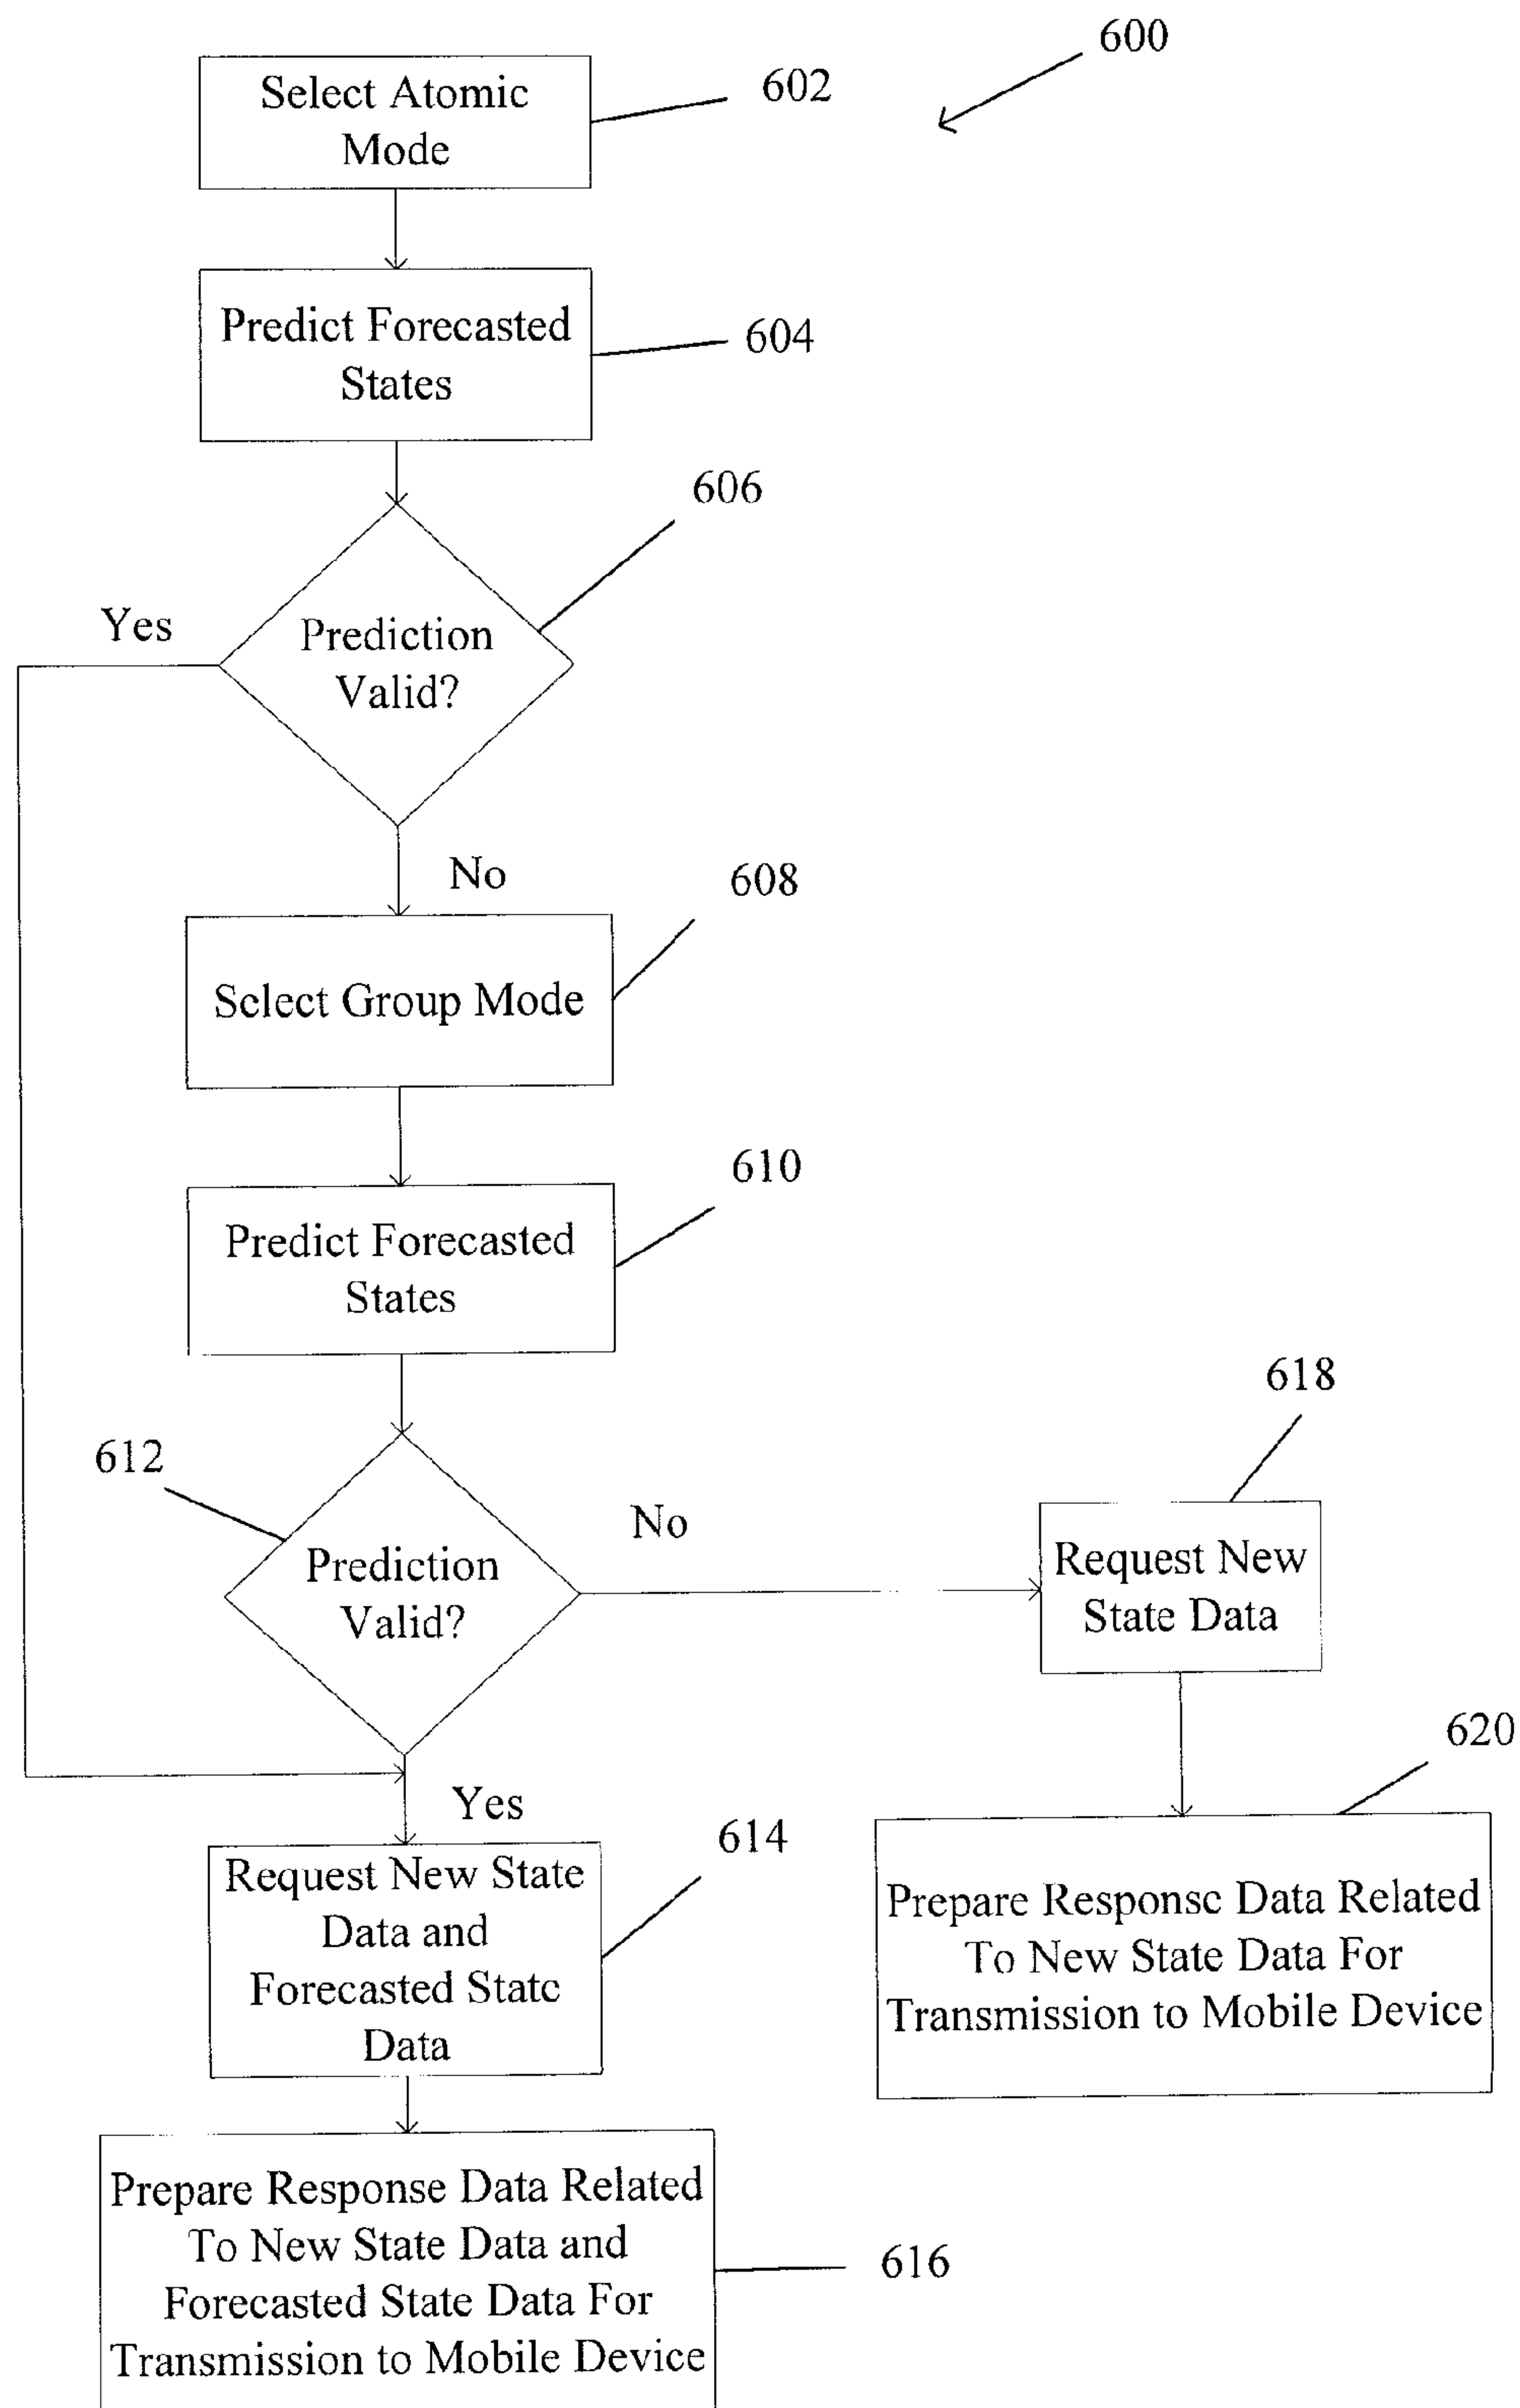 600
Select Atomic
Mode
602
Predict Forecasted
States
604
606
Yes
Prediction
Valid?
No
608
Select Group Mode
610
Predict Forecasted
States
618
612
No
Prediction
Valid?
Request New
State Data
620
Yes
614
Request New State
Data and
Forecasted State
Data
Prepare Response Data Related
To New State Data For
Transmission to Mobile Device
Prepare Response Data Related
To New State Data and
Forecasted State Data For
Transmission to Mobile Device
616